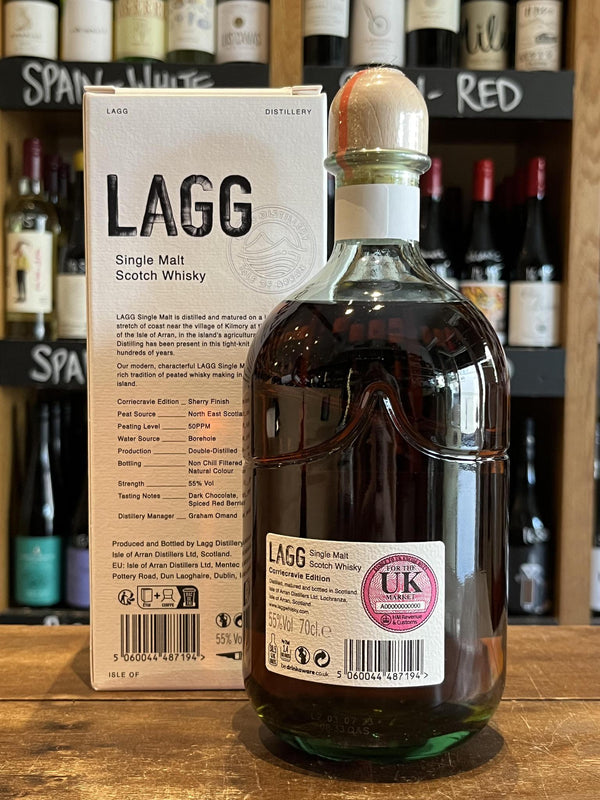 SPAIN - WHITE
- RED
LAGG DISTILLERY
LAGG
Single Malt
Scotch Whisky
LAGG Single Malt is distilled and matured on a
stretch of coast near the village of Kilmory at
of the Isle of Arran, in the island's agricultural
Distilling has been present in this tight-knit
hundreds of years.
Our modern, characterful LAGG Single
rich tradition of peated whisky making in
island.
Corriecravie Edition Sherry Finish
Peat Source North East
Peating Level 50PPM
Water Source Borehole
Production Double-Distilled
Bottling Non Chill Filtered
Natural Colour
Strength 55% Vol
Tasting Notes Dark Chocolate,
Spiced Red
Distillery Manager Graham Omand
Produced and Bottled by Lagg Distillery
Isle of Arran Distillers Ltd, Scotland.
EU: Isle of Arran Distillers Ltd, Mentec
Pottery Road, Dun Laoghaire, Dublin,
5 060044 487194 >
55%
ISLE OF
LAGG Single Malt
Scotch Whisky
Corriecravie Edition
Distilled, matured and bottled in Scotland.
Isle of Arran Distillers Ltd, Lochranza,
Isle of Arran, Scotland.
www.laggwhisky.com
55%Vol 70cl.e
be drinkaware.co.uk
5 060044 487194 >
FOR THE
UK
MARKET
A00000000000
HM Revenue
& Customs